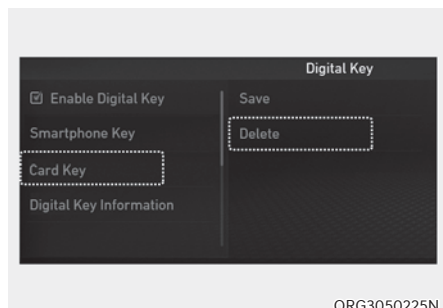 Digital Key
Enable Digital Key
Smartphone Key
Card Key
Digital Key Information
Save
Delete
ORG3050225N